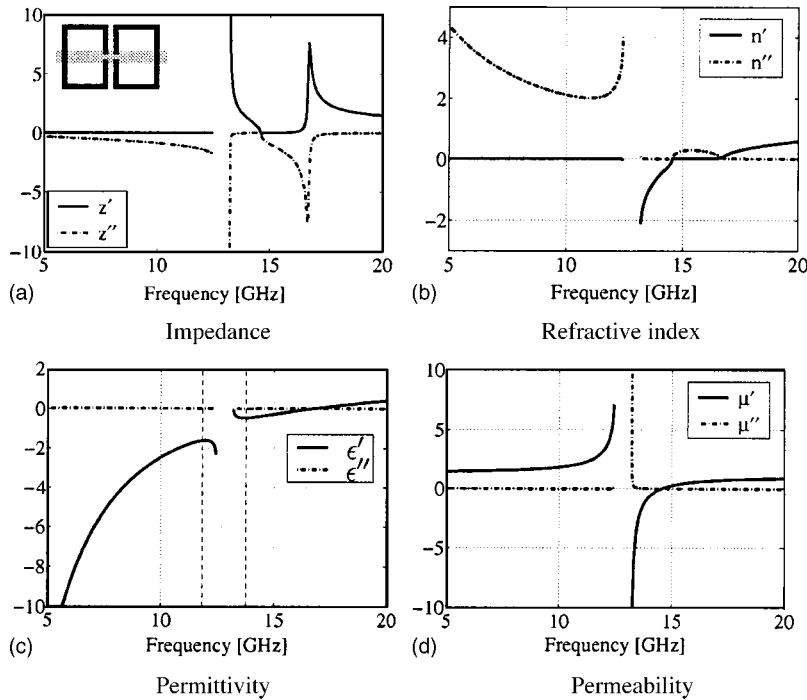 10
5
0
−5
−10
z′
z″
5
10
15
20
(a)
Frequency [GHz]
Impedance
4
2
0
−2
n′
n″
5
10
15
20
(b)
Frequency [GHz]
Refractive index
2
0
−2
−4
−6
−8
−10
ϵ′
ϵ″
5
10
15
20
(c)
Frequency [GHz]
Permittivity
10
5
0
−5
−10
μ′
μ″
5
10
15
20
(d)
Frequency [GHz]
Permeability